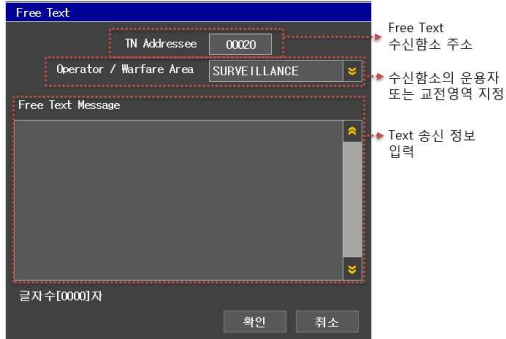 Free Text
TN Addressee 00020
Operator / Warfare Area SURVEILLANCE
Free Text Message
글자수[0000]자
확인 취소
Free Text
수신함소 주소
수신함소의 운용자
또는 교전영역 지정
Text 송신 정보
입력